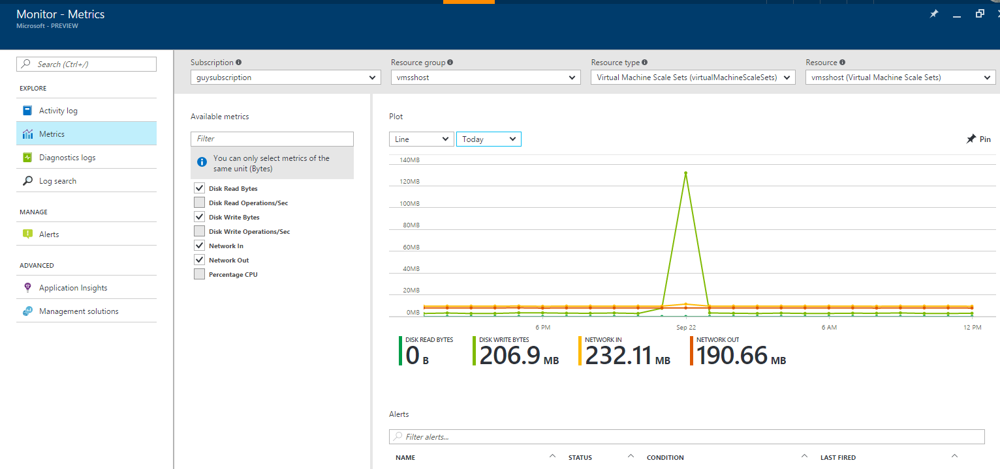 Monitor - Metrics
Microsoft - PREVIEW
Search (Ctrl+/)
EXPLORE
Activity log
Metrics
Diagnostics logs
Log search
MANAGE
Alerts
ADVANCED
Application Insights
Management solutions
Subscription
guysubscription
Resource group
vmsshost
Resource type
Virtual Machine Scale Sets (virtualMachineScaleSets)
Resource
vmsshost (Virtual Machine Scale Sets)
Available metrics
Filter
You can only select metrics of the
same unit (Bytes)
Disk Read Bytes
Disk Read Operations/Sec
Disk Write Bytes
Disk Write Operations/Sec
Network In
Network Out
Percentage CPU
Plot
Line
Today
Pin
140MB
120MB
100MB
80MB
60MB
40MB
20MB
0MB
6 PM
Sep 22
6 AM
12 PM
DISK READ BYTES
0 B
DISK WRITE BYTES
206.9 MB
NETWORK IN
232.11 MB
NETWORK OUT
190.66 MB
Alerts
Filter alerts...
NAME
STATUS
CONDITION
LAST FIRED